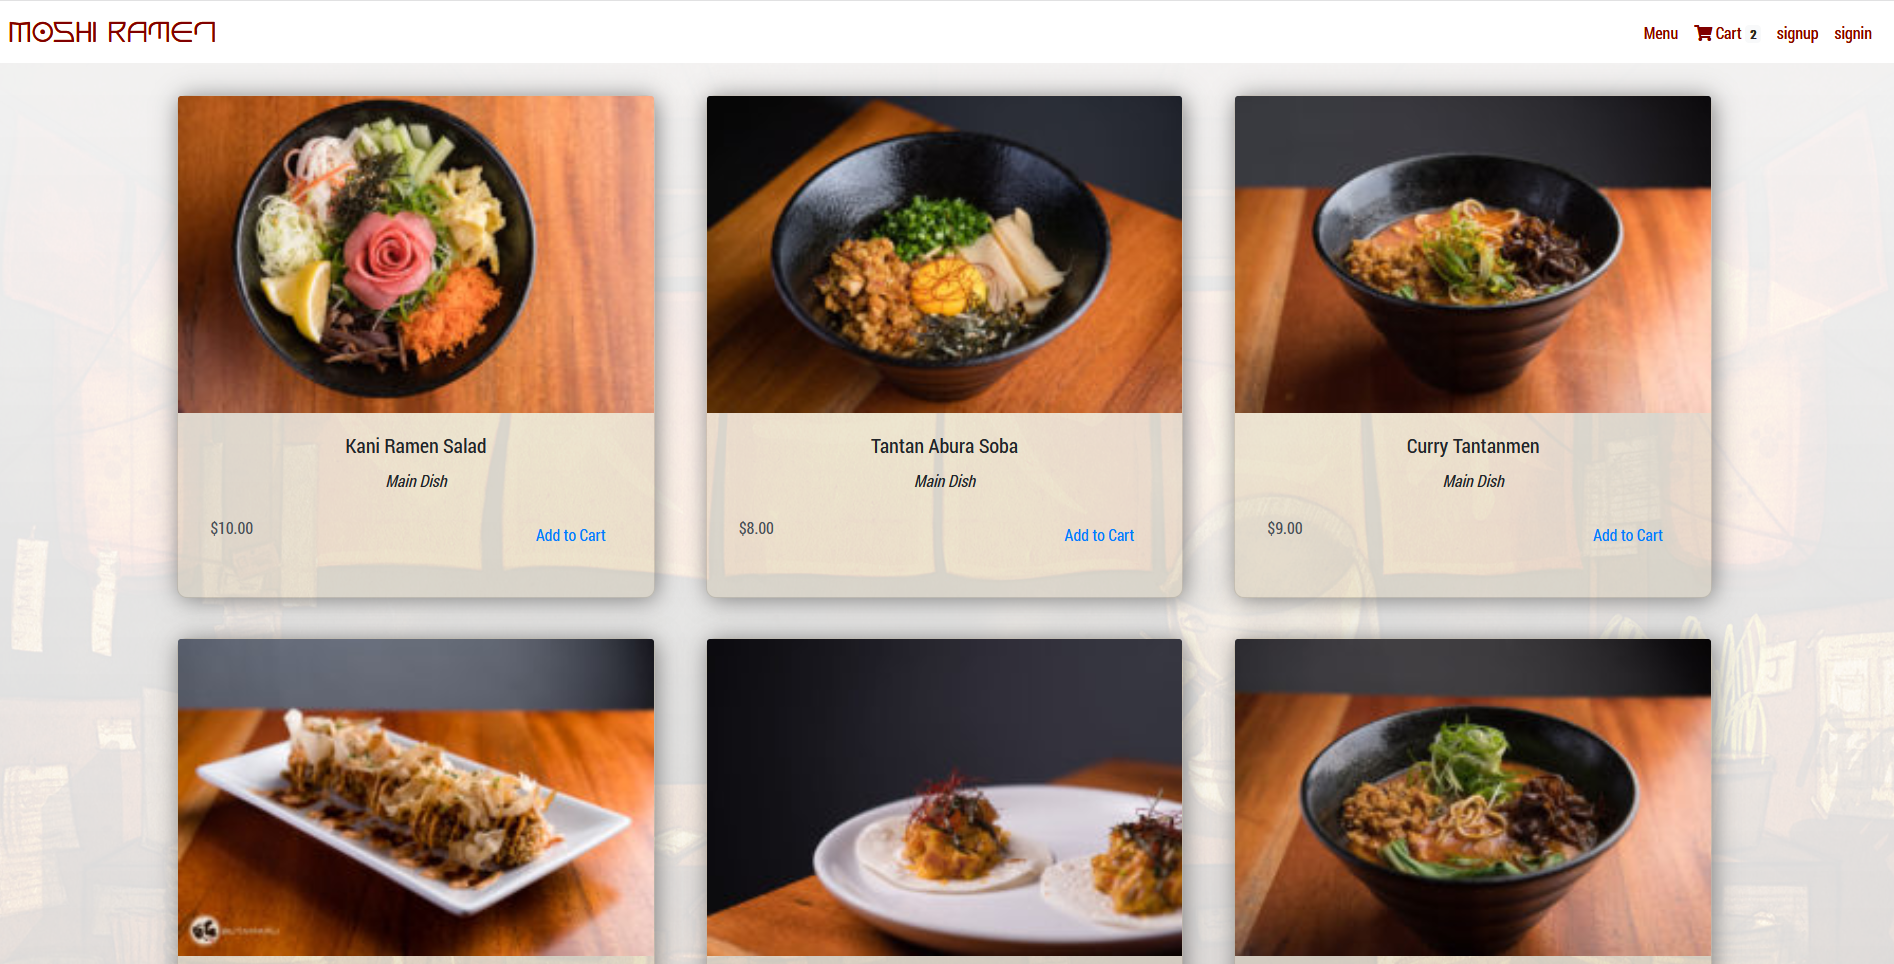 MOSHI RAMEN
Menu Cart 2 signup signin
Kani Ramen Salad
Main Dish
$10.00 Add to Cart
Tantan Abura Soba
Main Dish
$8.00 Add to Cart
Curry Tantanmen
Main Dish
$9.00 Add to Cart